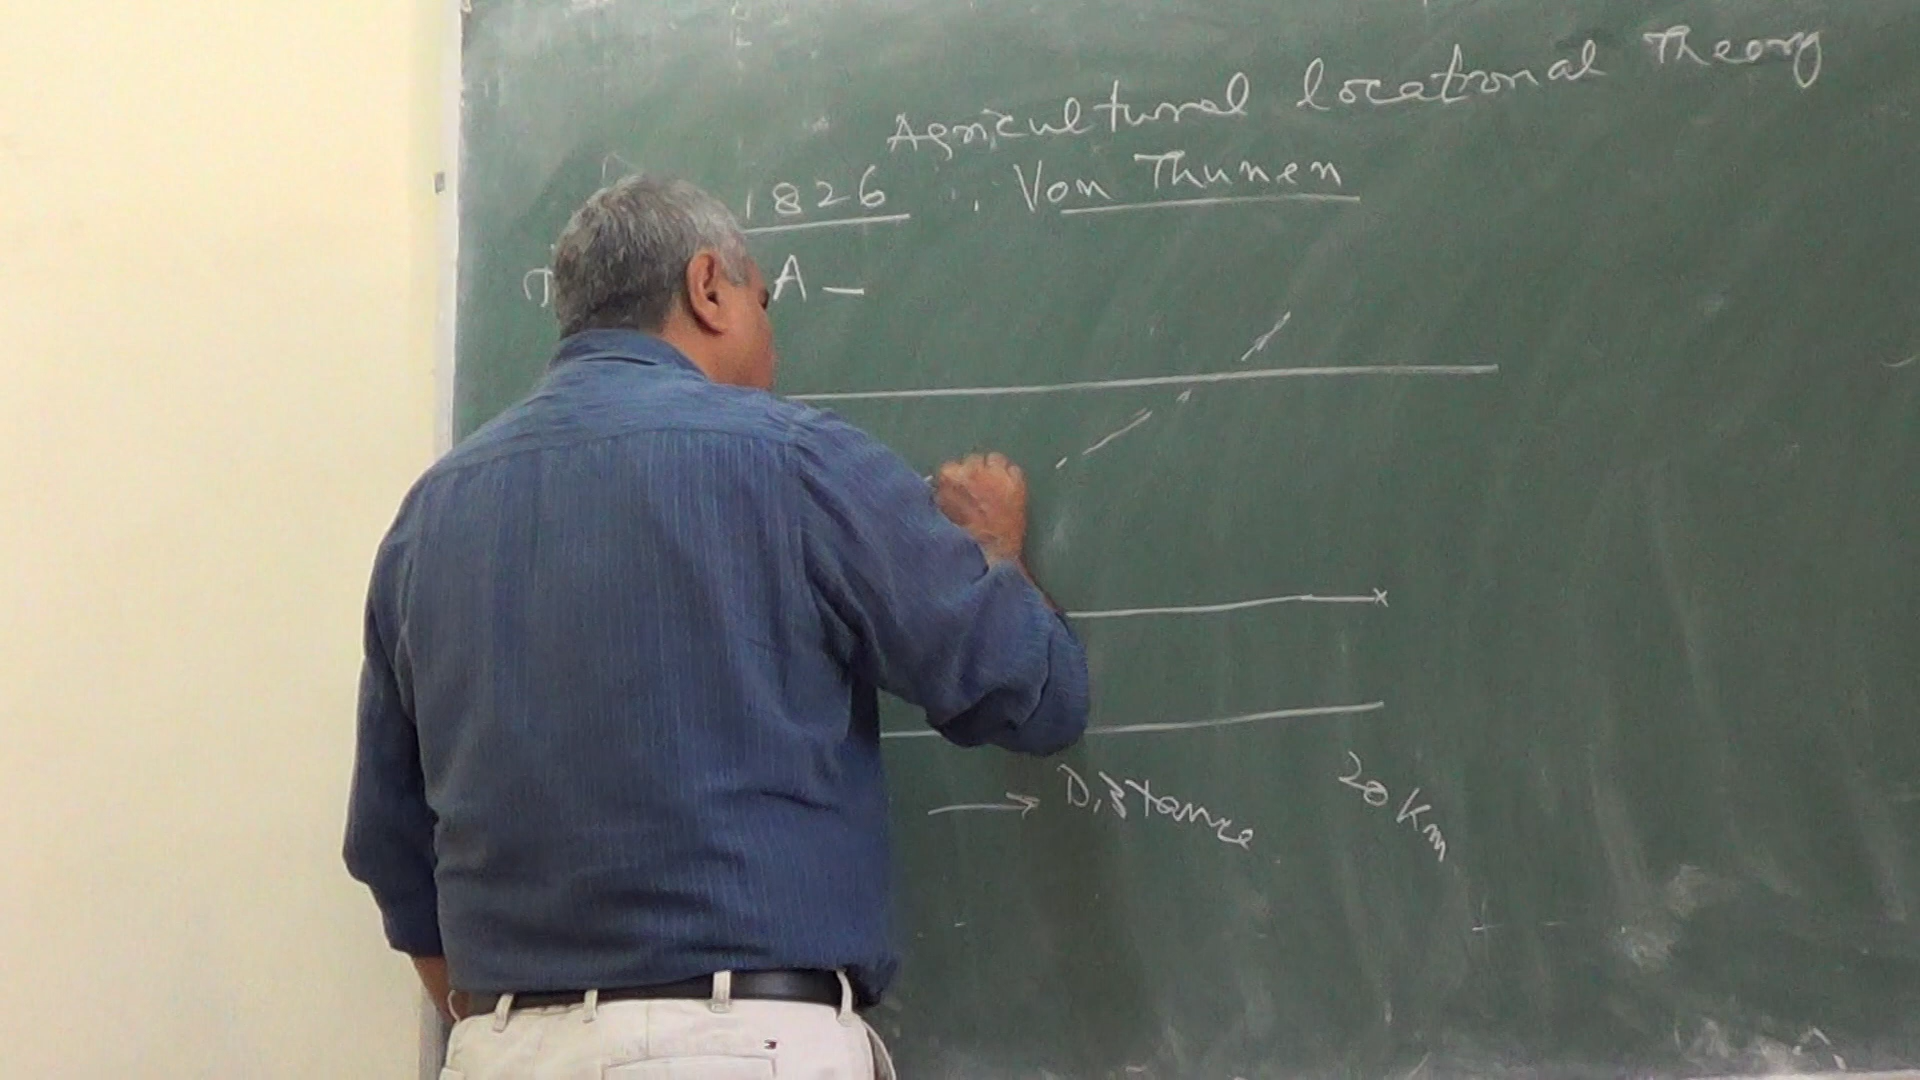 Agricultural locational Theory
1826 . Von Thunen
A –
Distance 20 Km